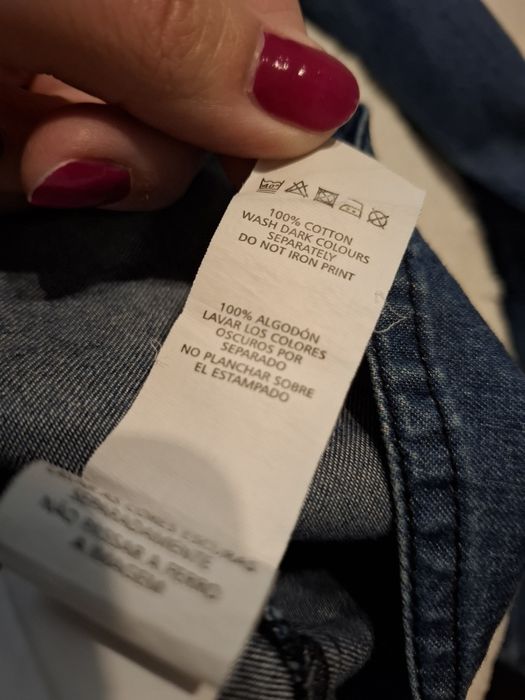 100% COTTON
WASH DARK COLOURS
SEPARATELY
DO NOT IRON PRINT
100% ALGODÓN
LAVAR LOS COLORES
OSCUROS POR
SEPARADO
NO PLANCHAR SOBRE
EL ESTAMPADO
SEPARADAMENTE
NÃO PASSAR A FERRO
A IMAGEM